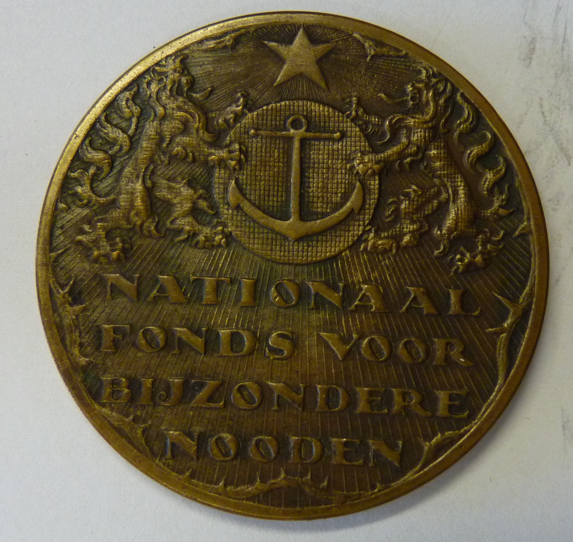 NATIONAAL
FONDS VOOR
BIJZONDERE
NOODEN